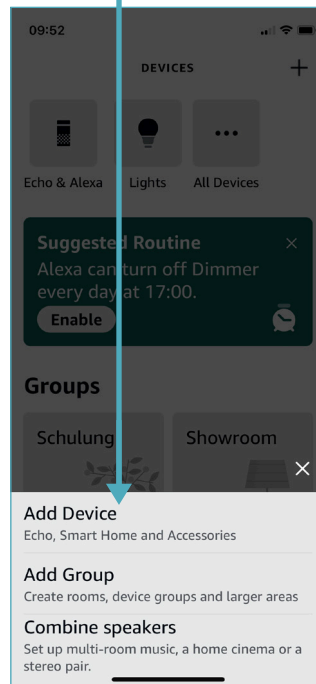 09:52
DEVICES
Echo & Alexa
Lights
All Devices
Suggested Routine
Alexa can turn off Dimmer
every day at 17:00.
Enable
Groups
Schulung
Showroom
Add Device
Echo, Smart Home and Accessories
Add Group
Create rooms, device groups and larger areas
Combine speakers
Set up multi-room music, a home cinema or a
stereo pair.